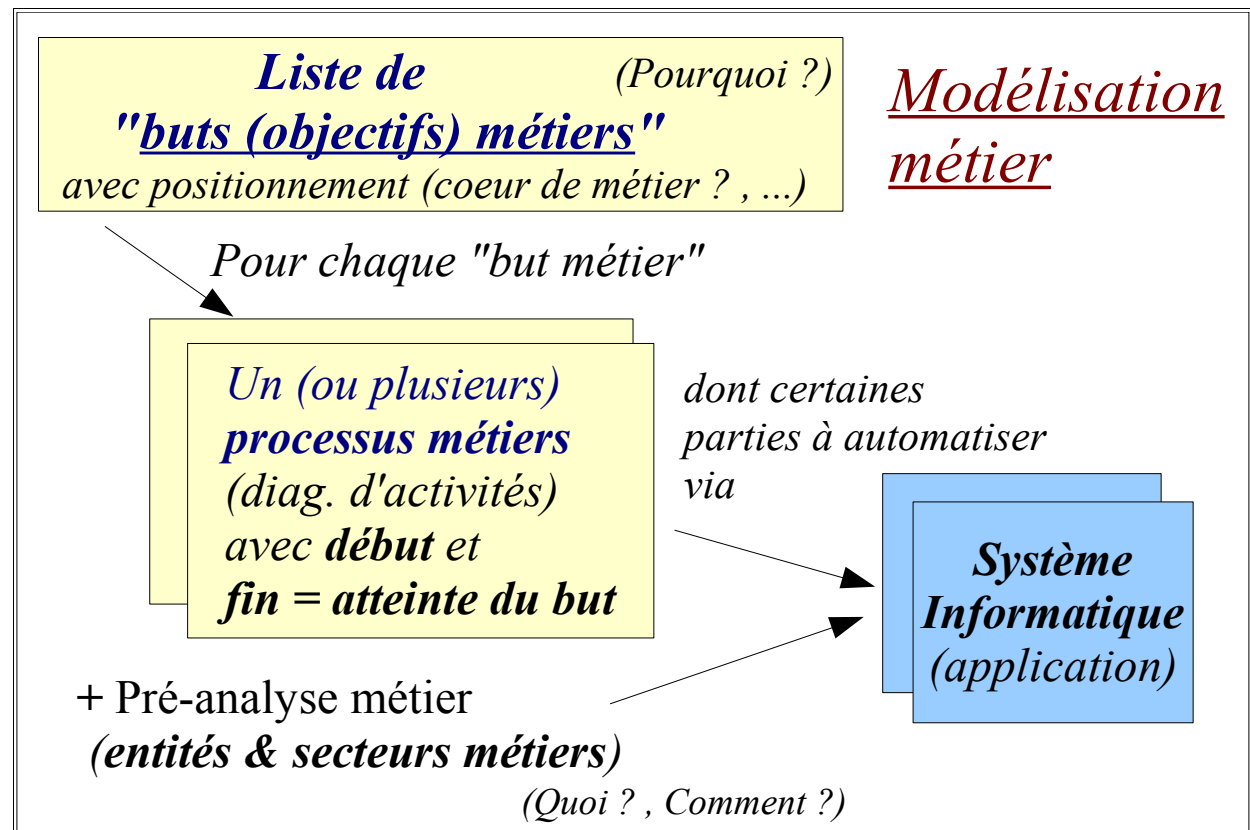 Liste de (Pourquoi ?)
"buts (objectifs) métiers"
avec positionnement (coeur de métier ? , ...)
Modélisation
métier
Pour chaque "but métier"
Un (ou plusieurs)
processus métiers
(diag. d'activités)
avec début et
fin = atteinte du but
dont certaines
parties à automatiser
via
Système
Informatique
(application)
+ Pré-analyse métier
(entités & secteurs métiers)
(Quoi ? , Comment ?)